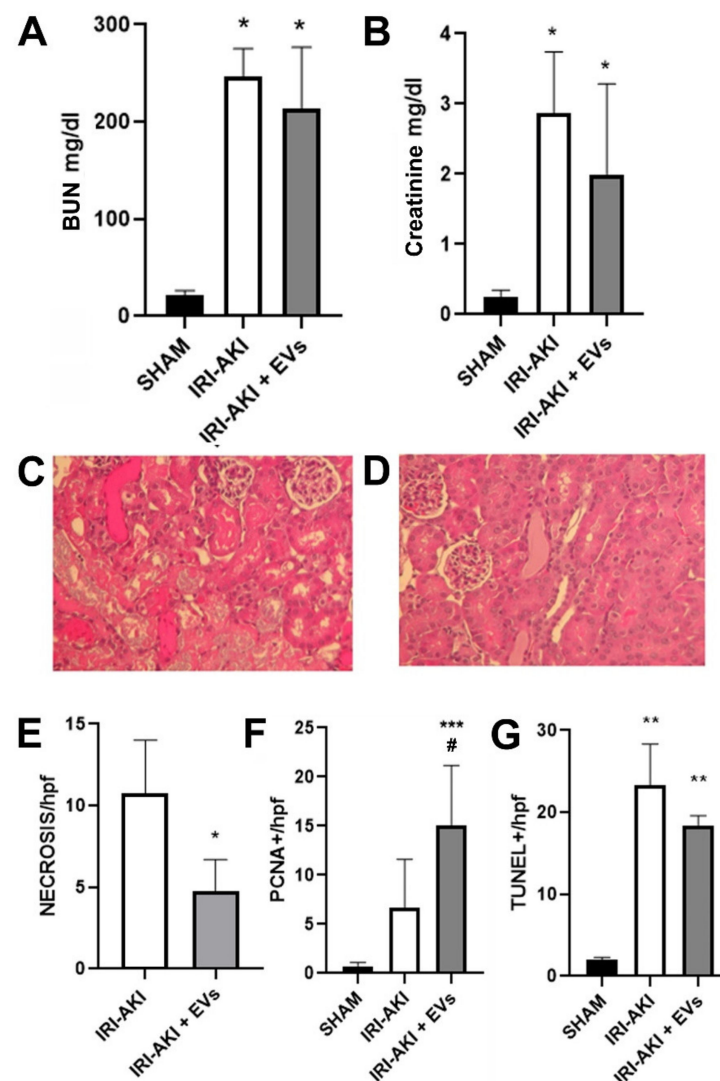 A
BUN mg/dl
300
200
100
0
*
*
SHAM
IRI-AKI
IRI-AKI + EVs
B
Creatinine mg/dl
4
3
2
1
0
*
*
SHAM
IRI-AKI
IRI-AKI + EVs
C
D
E
NECROSIS/hpf
15
10
5
0
*
IRI-AKI
IRI-AKI + EVs
F
PCNA+/hpf
25
20
15
10
5
0
***
#
SHAM
IRI-AKI
IRI-AKI + EVs
G
TUNEL+/hpf
30
20
10
0
**
**
SHAM
IRI-AKI
IRI-AKI + EVs